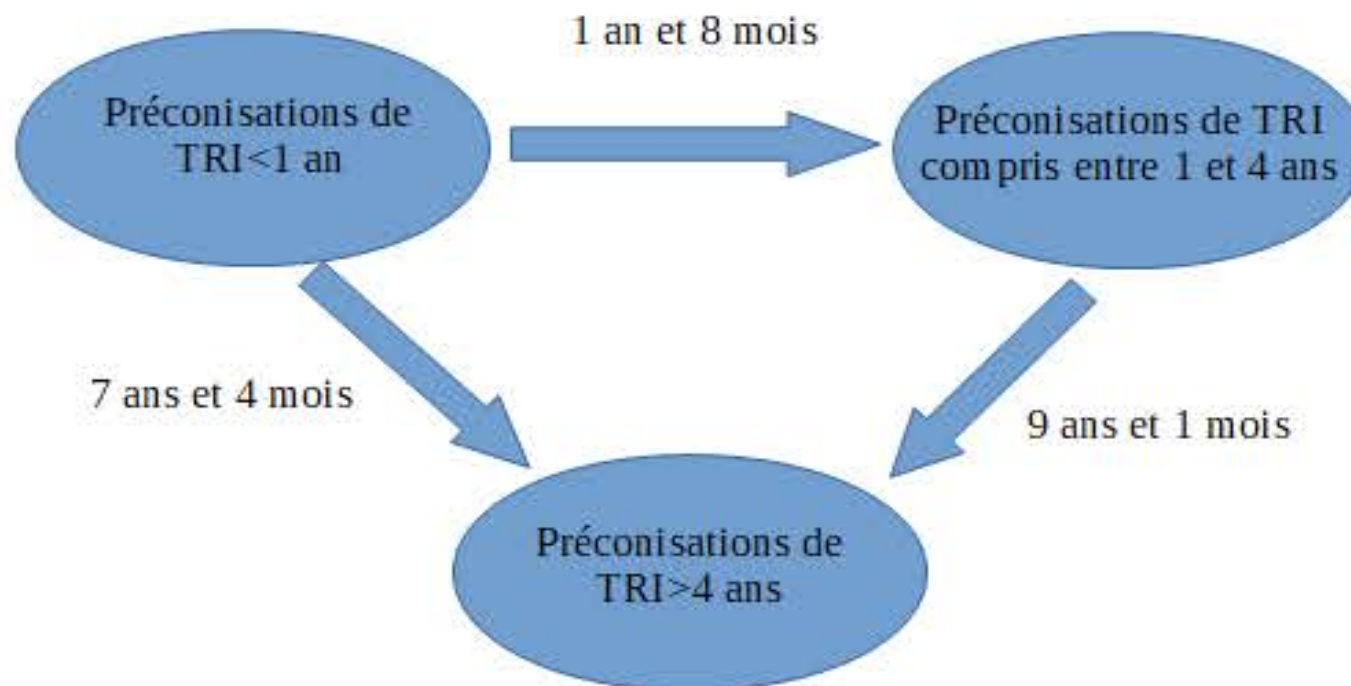 1 an et 8 mois
Préconisations de
TRI<1 an
Préconisations de TRI
compris entre 1 et 4 ans
7 ans et 4 mois
9 ans et 1 mois
Préconisations de
TRI>4 ans